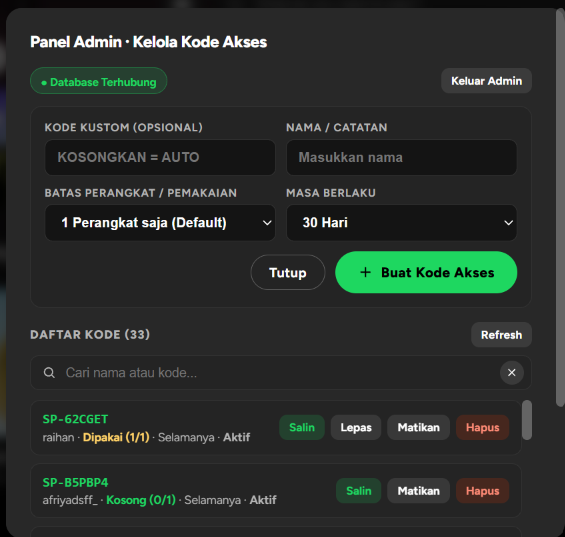 Panel Admin · Kelola Kode Akses
● Database Terhubung
Keluar Admin
KODE KUSTOM (OPSIONAL)
NAMA / CATATAN
KOSONGKAN = AUTO
Masukkan nama
BATAS PERANGKAT / PEMAKAIAN
MASA BERLAKU
1 Perangkat saja (Default)
30 Hari
Tutup
+ Buat Kode Akses
DAFTAR KODE (33)
Refresh
Cari nama atau kode...
SP-62CGET
raihan · Dipakai (1/1) · Selamanya · Aktif
Salin
Lepas
Matikan
Hapus
SP-B5PBP4
afriyadsff_ · Kosong (0/1) · Selamanya · Aktif
Salin
Matikan
Hapus